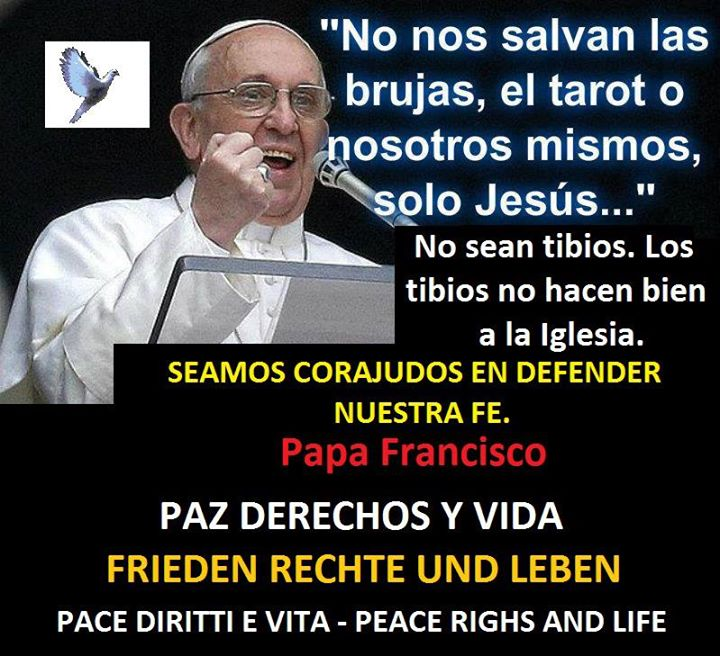 "No nos salvan las
brujas, el tarot o
nosotros mismos,
solo Jesús..."
No sean tibios. Los
tibios no hacen bien
a la Iglesia.
SEAMOS CORAJUDOS EN DEFENDER
NUESTRA FE.
Papa Francisco
PAZ DERECHOS Y VIDA
FRIEDEN RECHTE UND LEBEN
PACE DIRITTI E VITA - PEACE RIGHS AND LIFE